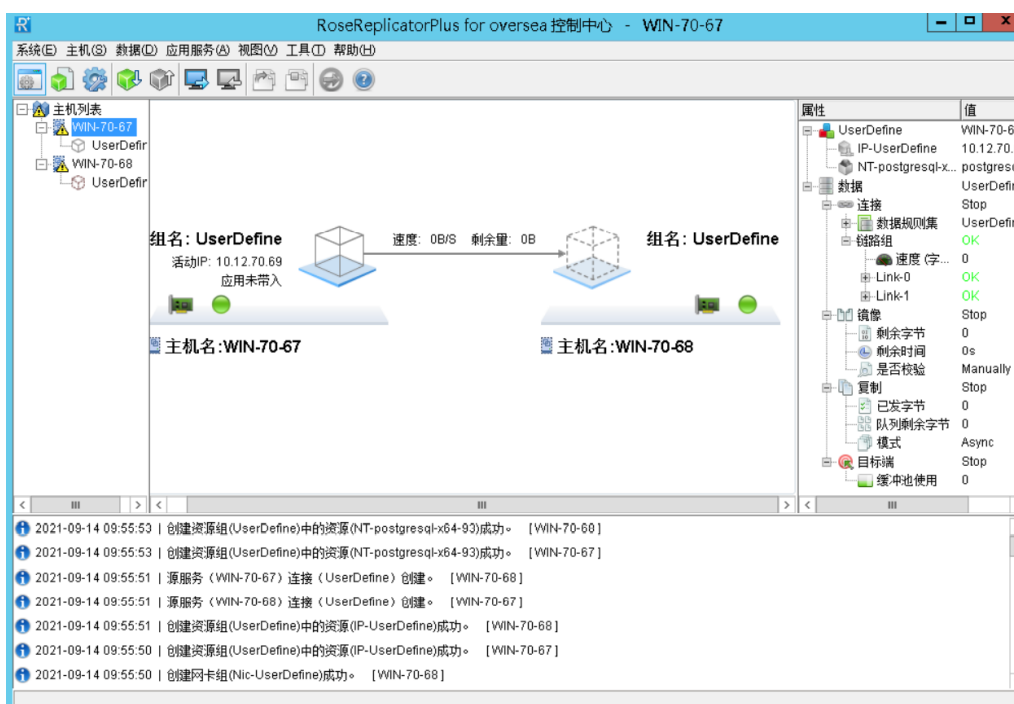 RoseReplicatorPlus for oversea 控制中心 - WIN-70-67
系统(E) 主机(S) 数据(D) 应用服务(A) 视图(V) 工具(T) 帮助(H)
主机列表
WIN-70-67
UserDefir
WIN-70-68
UserDefir
组名: UserDefine
活动IP: 10.12.70.69
应用未带入
速度: 0B/S 剩余量: 0B
组名: UserDefine
主机名:WIN-70-67
主机名:WIN-70-68
属性 值
UserDefine WIN-70-6
IP-UserDefine 10.12.70.
NT-postgresql-x... postgres
数据 UserDefi
连接 Stop
数据规则集 UserDefi
链路组 OK
速度 (字... 0
Link-0 OK
Link-1 OK
镜像 Stop
剩余字节 0
剩余时间 0s
是否校验 Manually
复制 Stop
已发字节 0
队列剩余字节 0
模式 Async
目标端 Stop
缓冲池使用 0
2021-09-14 09:55:53 | 创建资源组(UserDefine)中的资源(NT-postgresql-x64-93)成功。 [WIN-70-68]
2021-09-14 09:55:53 | 创建资源组(UserDefine)中的资源(NT-postgresql-x64-93)成功。 [WIN-70-67]
2021-09-14 09:55:51 | 源服务（WIN-70-67）连接（UserDefine）创建。 [WIN-70-68]
2021-09-14 09:55:51 | 源服务（WIN-70-68）连接（UserDefine）创建。 [WIN-70-67]
2021-09-14 09:55:51 | 创建资源组(UserDefine)中的资源(IP-UserDefine)成功。 [WIN-70-68]
2021-09-14 09:55:50 | 创建资源组(UserDefine)中的资源(IP-UserDefine)成功。 [WIN-70-67]
2021-09-14 09:55:50 | 创建网卡组(Nic-UserDefine)成功。 [WIN-70-68]